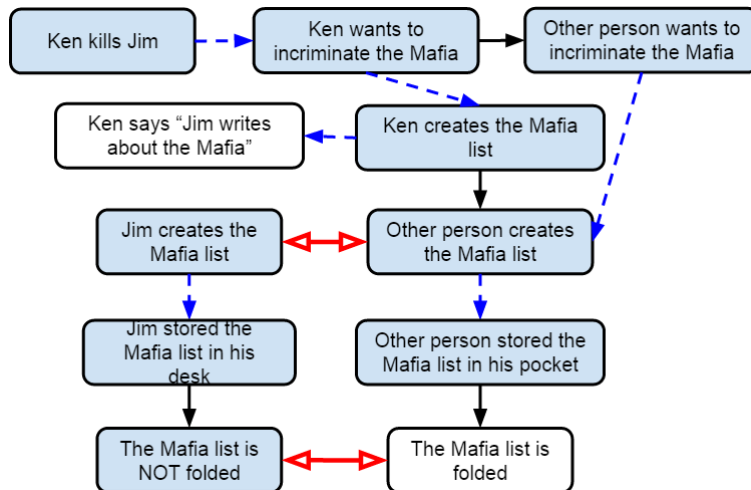 Ken kills Jim
Ken wants to
incriminate the Mafia
Other person wants to
incriminate the Mafia
Ken says “Jim writes
about the Mafia”
Ken creates the Mafia
list
Jim creates the
Mafia list
Other person creates
the Mafia list
Jim stored the
Mafia list in his
desk
Other person stored the
Mafia list in his pocket
The Mafia list is
NOT folded
The Mafia list is
folded